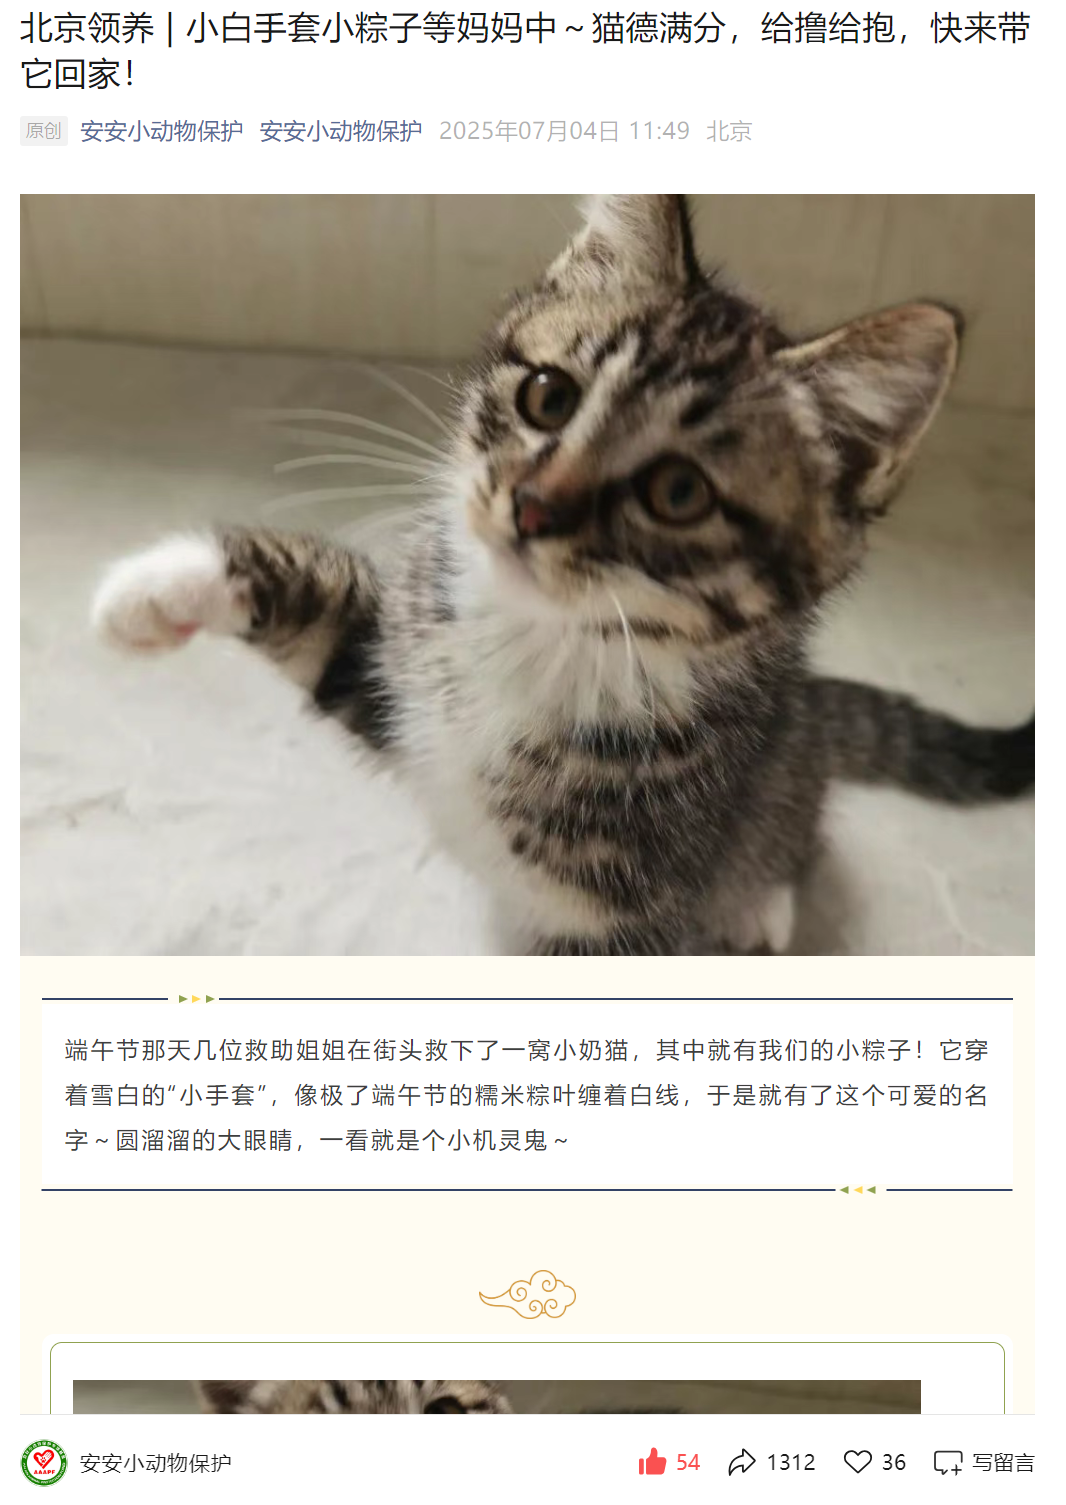 北京领养 | 小白手套小粽子等妈妈中～猫德满分，给撸给抱，快来带
它回家！
原创 安安小动物保护 安安小动物保护 2025年07月04日 11:49 北京
端午节那天几位救助姐姐在街头救下了一窝小奶猫，其中就有我们的小粽子！它穿
着雪白的“小手套”，像极了端午节的糯米粽叶缠着白线，于是就有了这个可爱的名
字～圆溜溜的大眼睛，一看就是个小机灵鬼～
安安小动物保护 54 1312 36 写留言